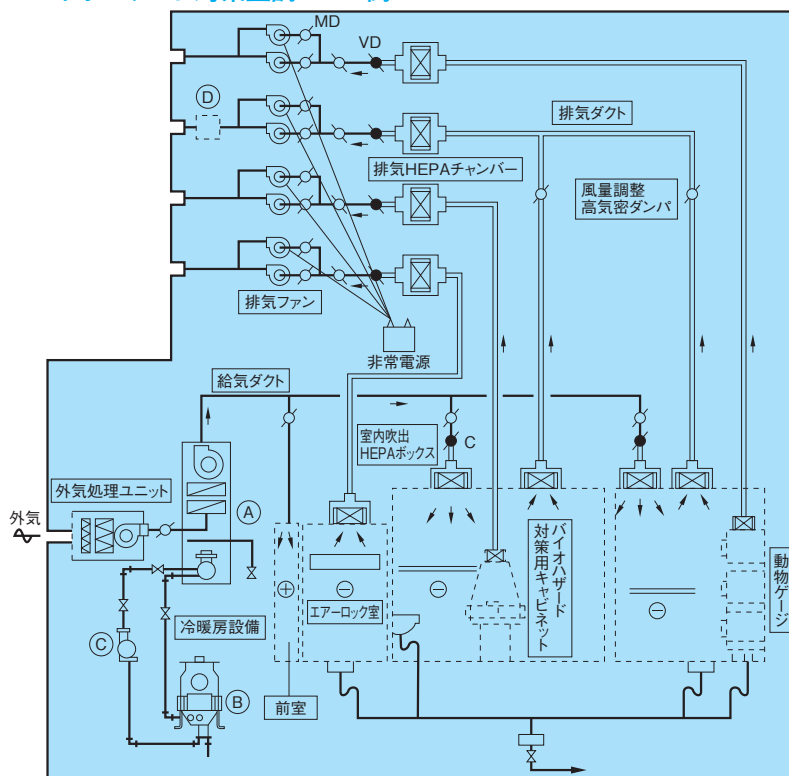 MD
VD
D
排気ダクト
排気HEPAチャンバー
風量調整
高気密ダンパ
排気ファン
非常電源
給気ダクト
室内吹出
HEPAボックス
C
外気処理ユニット
外気
A
バイオハザード
対策用キャビネット
動物ゲージ
+
−
エアーロック室
−
−
冷暖房設備
C
B
前室